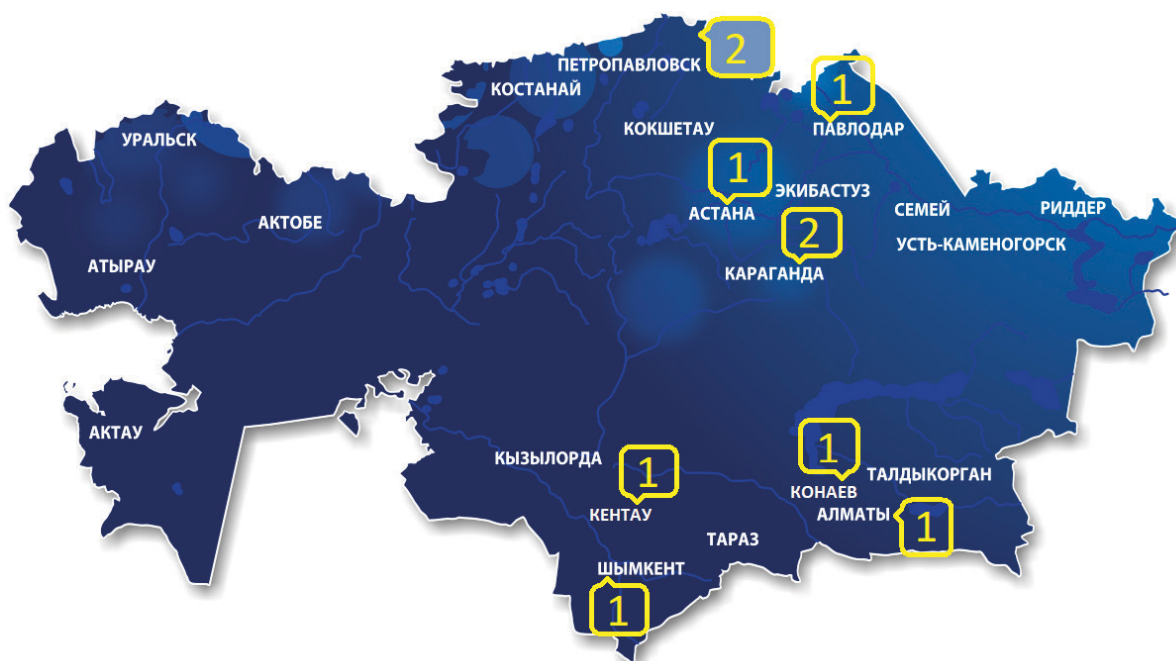 2
ПЕТРОПАВЛОВСК
КОСТАНАЙ
1
ПАВЛОДАР
КОКШЕТАУ
УРАЛЬСК
1
АСТАНА
ЭКИБАСТУЗ
СЕМЕЙ
РИДДЕР
АКТОБЕ
2
КАРАГАНДА
УСТЬ-КАМЕНОГОРСК
АТЫРАУ
АКТАУ
КЫЗЫЛОРДА
1
КЕНТАУ
1
КОНАЕВ
ТАЛДЫКОРГАН
АЛМАТЫ
1
ТАРАЗ
ШЫМКЕНТ
1